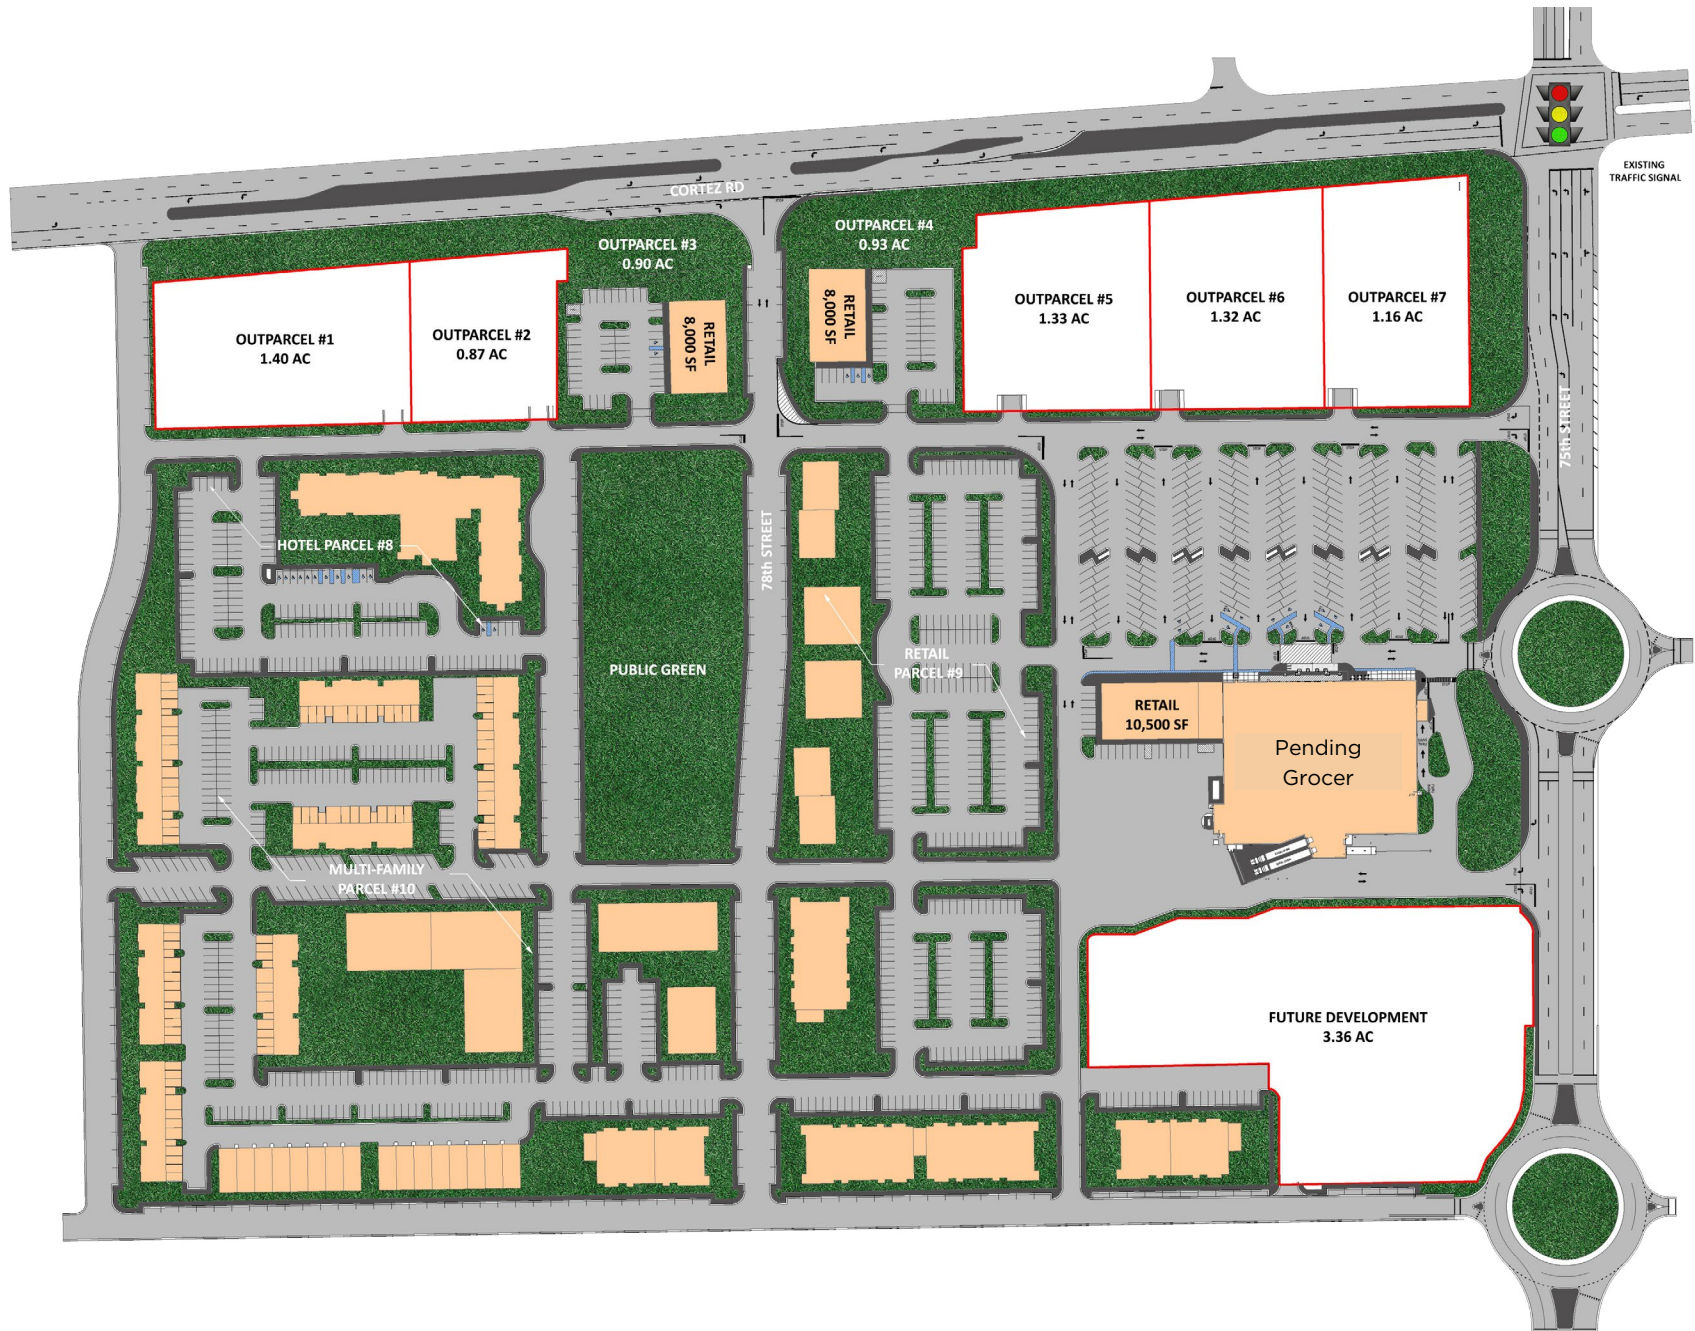 EXISTING
TRAFFIC SIGNAL
CORTEZ RD
OUTPARCEL #1
1.40 AC
OUTPARCEL #2
0.87 AC
OUTPARCEL #3
0.90 AC
RETAIL
8,000 SF
OUTPARCEL #4
0.93 AC
RETAIL
8,000 SF
OUTPARCEL #5
1.33 AC
OUTPARCEL #6
1.32 AC
OUTPARCEL #7
1.16 AC
75th STREET
78th STREET
HOTEL PARCEL #8
PUBLIC GREEN
RETAIL
PARCEL #9
RETAIL
10,500 SF
Pending
Grocer
MULTI-FAMILY
PARCEL #10
FUTURE DEVELOPMENT
3.36 AC